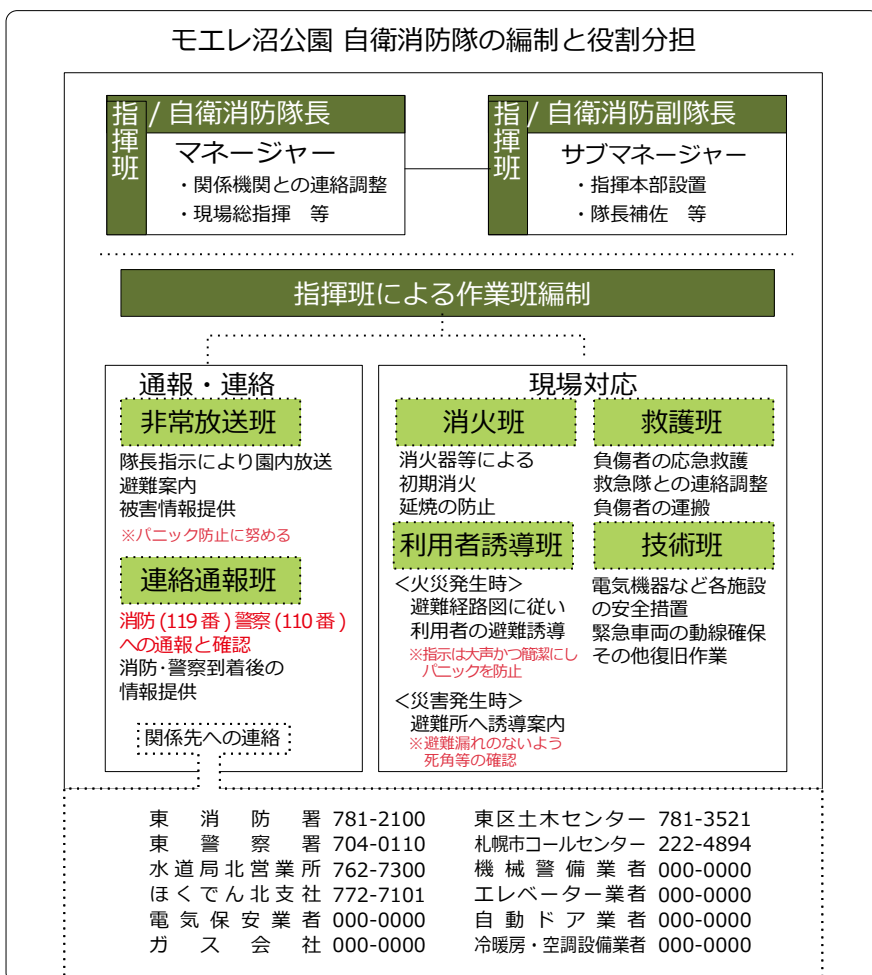 モエレ沼公園 自衛消防隊の編制と役割分担
指揮班 / 自衛消防隊長
マネージャー
・関係機関との連絡調整
・現場総指揮 等
指揮班 / 自衛消防副隊長
サブマネージャー
・指揮本部設置
・隊長補佐 等
指揮班による作業班編制
通報・連絡
非常放送班
隊長指示により園内放送
避難案内
被害情報提供
※パニック防止に努める
連絡通報班
消防(119番)警察(110番)
への通報と確認
消防・警察到着後の
情報提供
関係先への連絡
現場対応
消火班
消火器等による
初期消火
延焼の防止
救護班
負傷者の応急救護
救急隊との連絡調整
負傷者の運搬
利用者誘導班
<火災発生時>
避難経路図に従い
利用者の避難誘導
※指示は大声かつ簡潔にし
パニックを防止
<災害発生時>
避難所へ誘導案内
※避難漏れのないよう
死角等の確認
技術班
電気機器など各施設
の安全措置
緊急車両の動線確保
その他復旧作業
東消防署 781-2100
東警察署 704-0110
水道局北営業所 762-7300
ほくでん北支社 772-7101
電気保安業者 000-0000
ガス会社 000-0000
東区土木センター 781-3521
札幌市コールセンター 222-4894
機械警備業者 000-0000
エレベーター業者 000-0000
自動ドア業者 000-0000
冷暖房・空調設備業者 000-0000